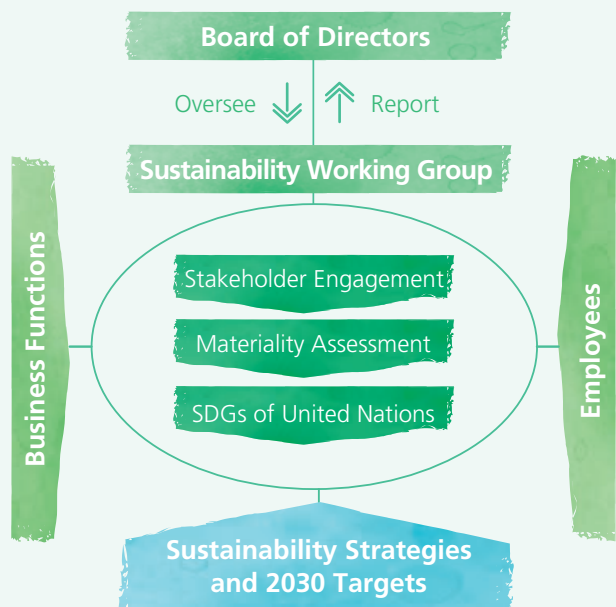 Board of Directors
Oversee
Report
Sustainability Working Group
Business Functions
Stakeholder Engagement
Materiality Assessment
SDGs of United Nations
Employees
Sustainability Strategies
and 2030 Targets